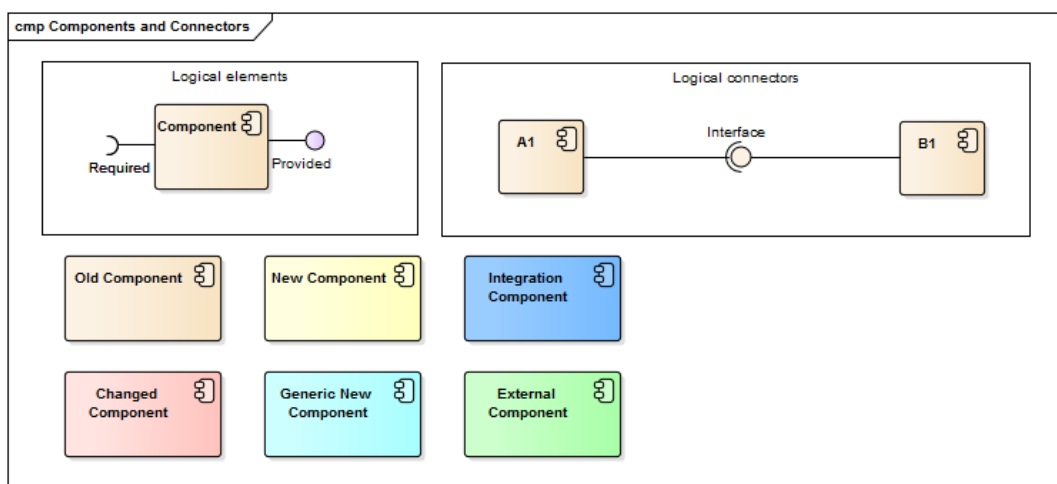 cmp Components and Connectors
Logical elements
Component
Required
Provided
Logical connectors
A1
Interface
B1
Old Component
New Component
Integration
Component
Changed
Component
Generic New
Component
External
Component